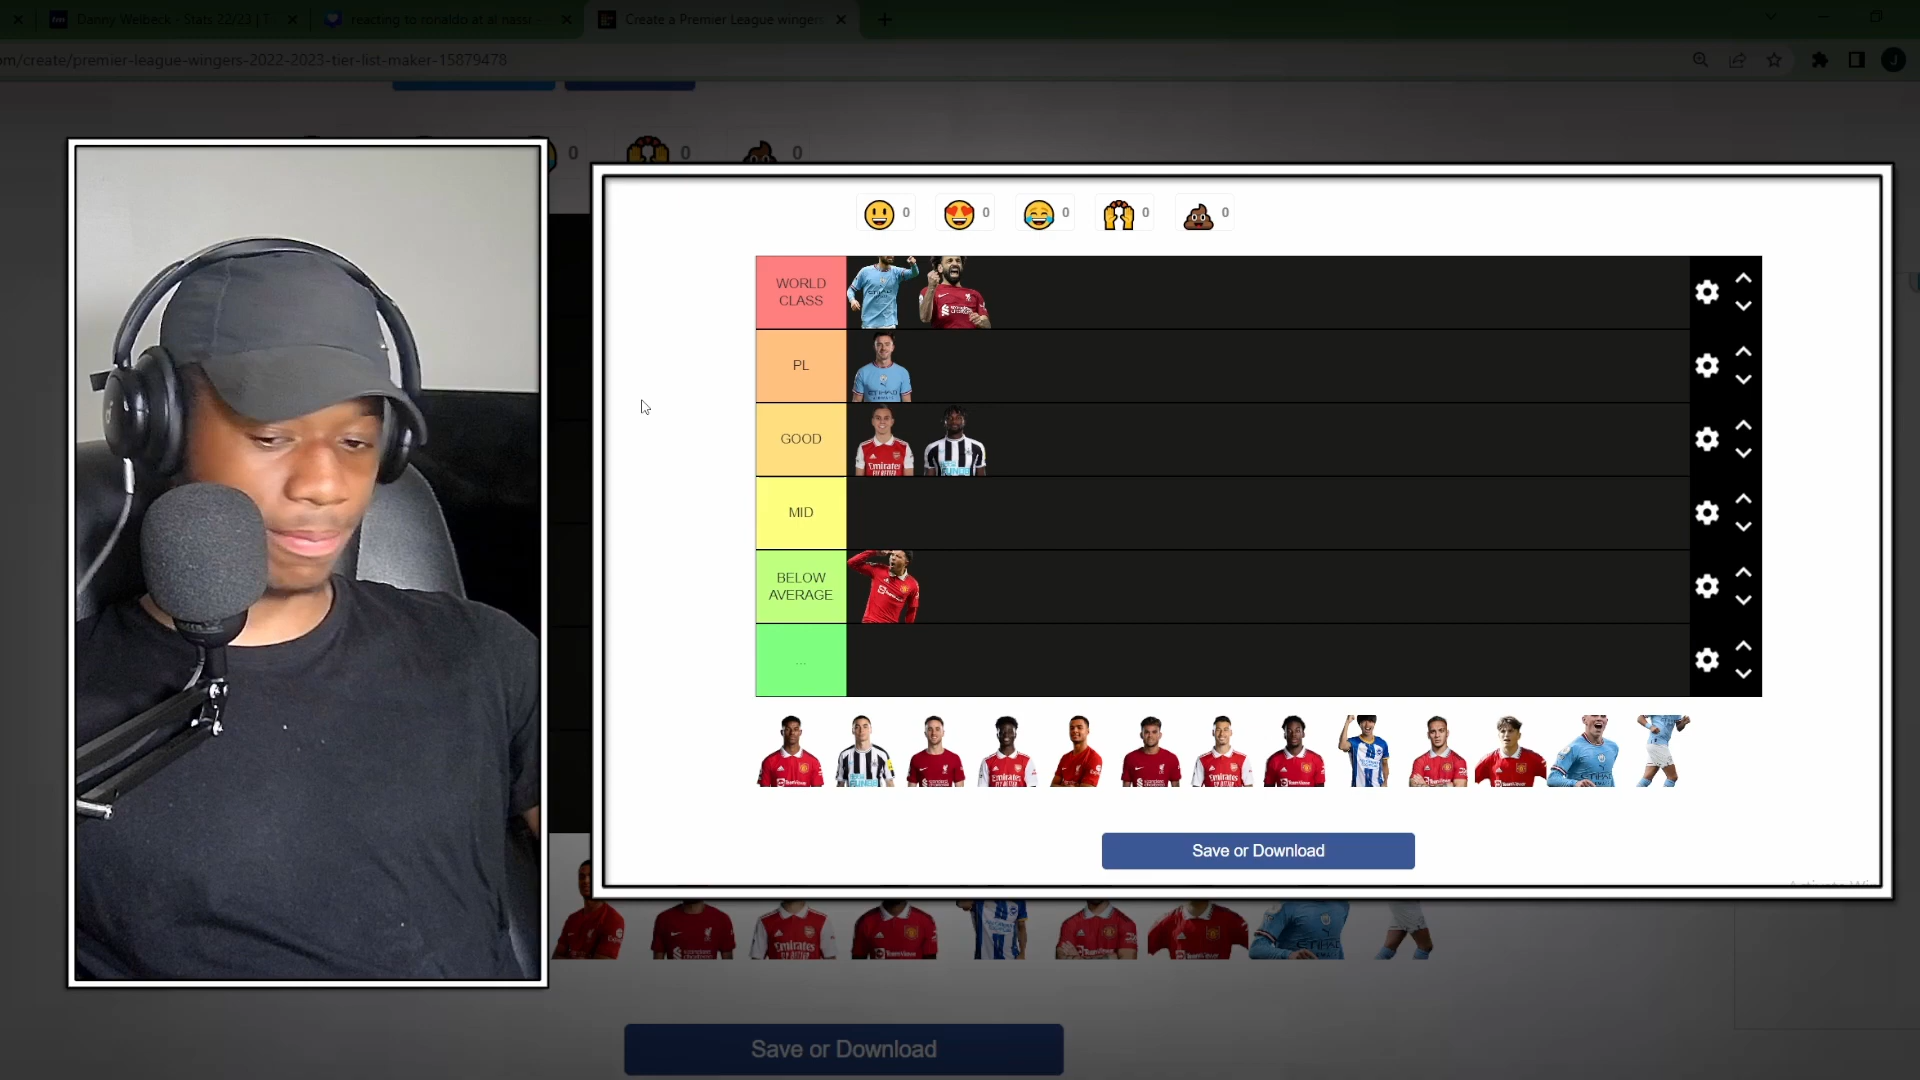 Danny Welbeck - Stats 22/23 | T
reacting to ronaldo at al nassr -
Create a Premier League wingers
om/create/premier-league-wingers-2022-2023-tier-list-maker-15879478
J
0
0
0
0 0 0 0 0
WORLD
CLASS
PL
GOOD
MID
BELOW
AVERAGE
...
Save or Download
Save or Download